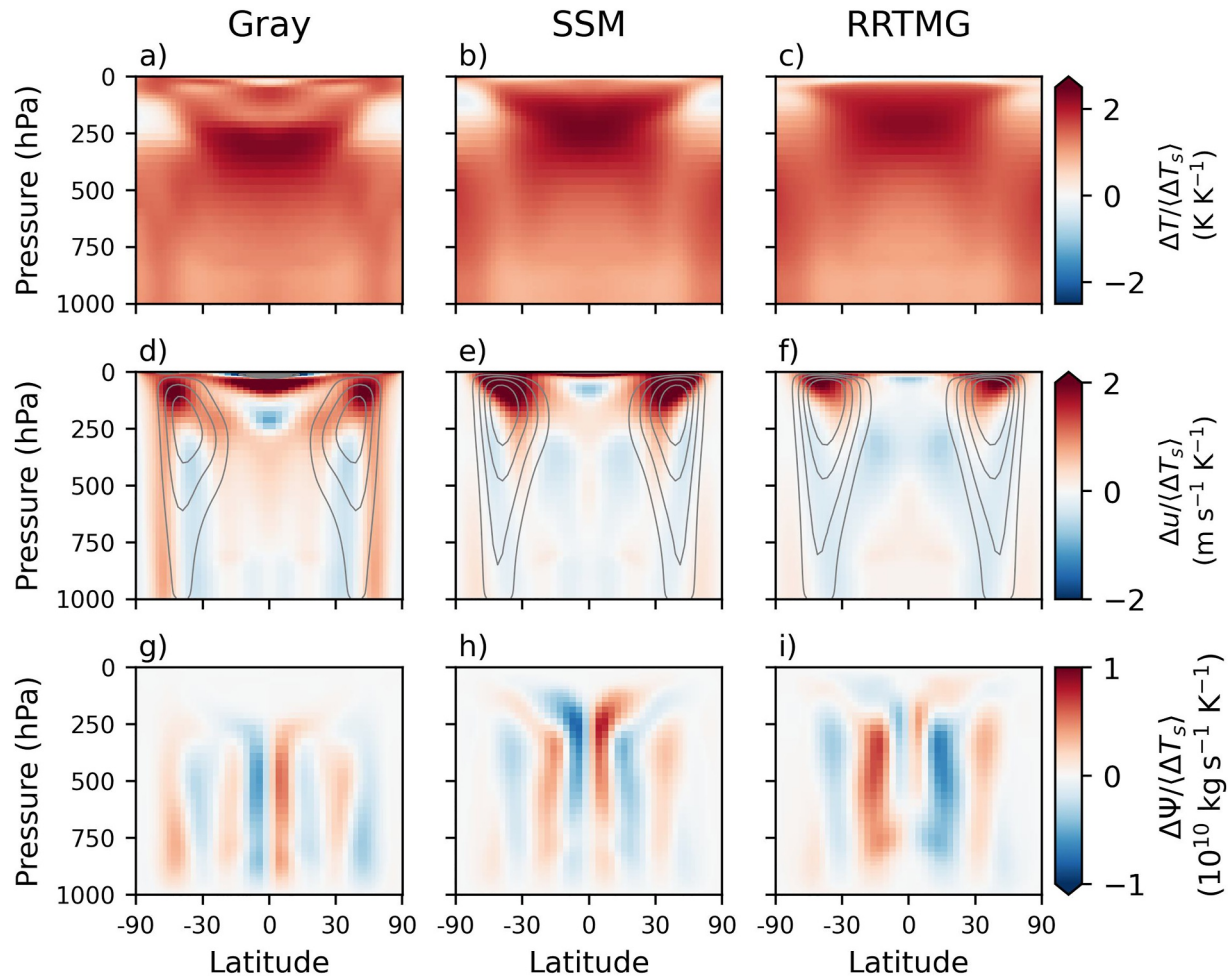 Gray SSM RRTMG
a) b) c)
0
250
500
750
1000
Pressure (hPa)
2
0
−2
ΔT/⟨ΔT_s⟩
(K K⁻¹)
d) e) f)
0
250
500
750
1000
Pressure (hPa)
2
0
−2
Δu/⟨ΔT_s⟩
(m s⁻¹ K⁻¹)
g) h) i)
0
250
500
750
1000
Pressure (hPa)
1
0
−1
ΔΨ/⟨ΔT_s⟩
(10¹⁰ kg s⁻¹ K⁻¹)
-90 -30 0 30 90 -90 -30 0 30 90 -90 -30 0 30 90
Latitude Latitude Latitude